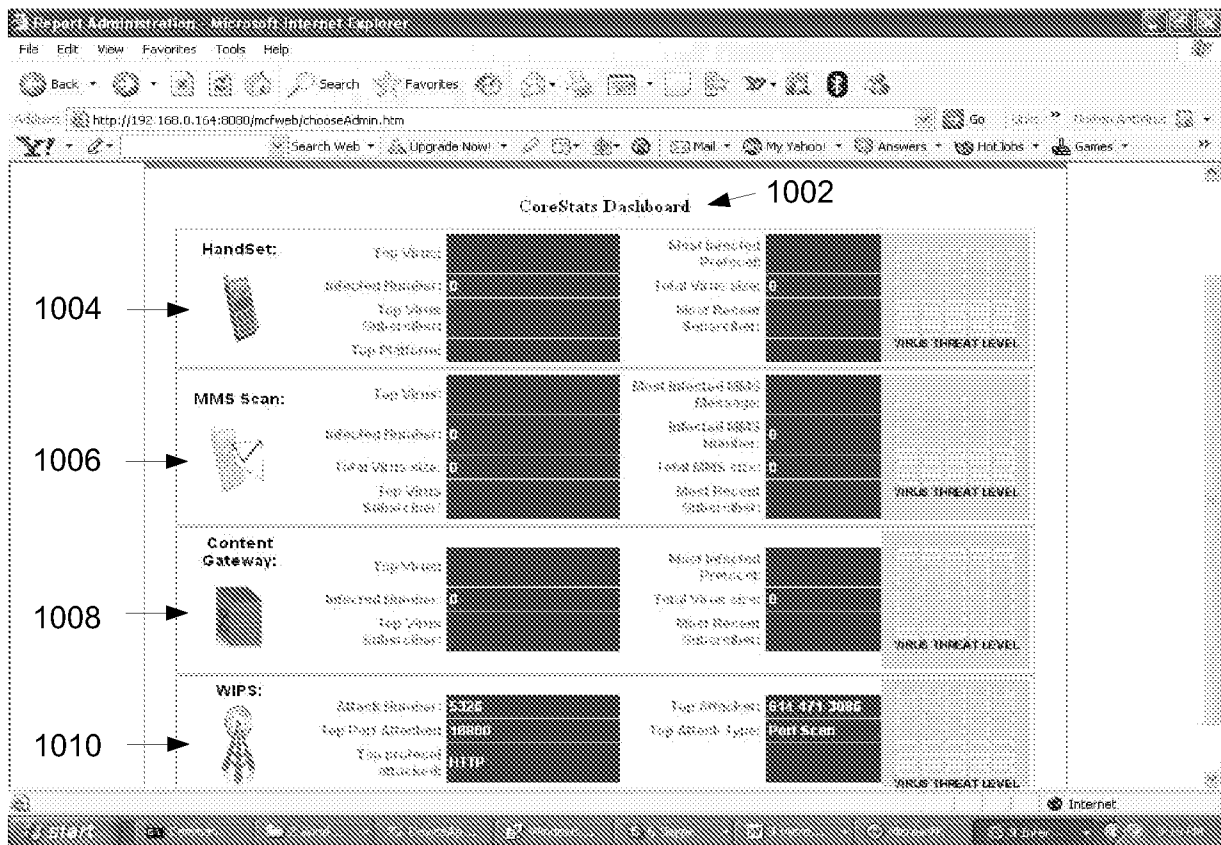 Report Administration - Microsoft Internet Explorer
File Edit View Favorites Tools Help
Back Search Favorites
Address http://192.168.0.164:8080/mcfweb/chooseAdmin.htm Go
Y! Search Web Upgrade Now! Mail My Yahoo! Answers HotJobs Games
CoreStats Dashboard 1002
HandSet:
1004
Top Virus: Most Infected Protocol:
Infected Number: 0 Total Virus size: 0
Top Virus Subscriber: Most Recent Subscriber:
Top Platform:
VIRUS THREAT LEVEL
MMS Scan:
1006
Top Virus: Most Infected MMS Message:
Infected Number: 0 Infected MMS Number: 0
Total Virus size: 0 Total MMS size: 0
Top Virus Subscriber: Most Recent Subscriber:
VIRUS THREAT LEVEL
Content Gateway:
1008
Top Virus: Most Infected Protocol:
Infected Number: 0 Total Virus size: 0
Top Virus Subscriber: Most Recent Subscriber:
VIRUS THREAT LEVEL
WIPS:
1010
Attack Number: 5326 Top Attacker:
Top Port Attacked: Top Attack Type: Port Scan
Top protocol attacked: HTTP
VIRUS THREAT LEVEL
Internet
Start